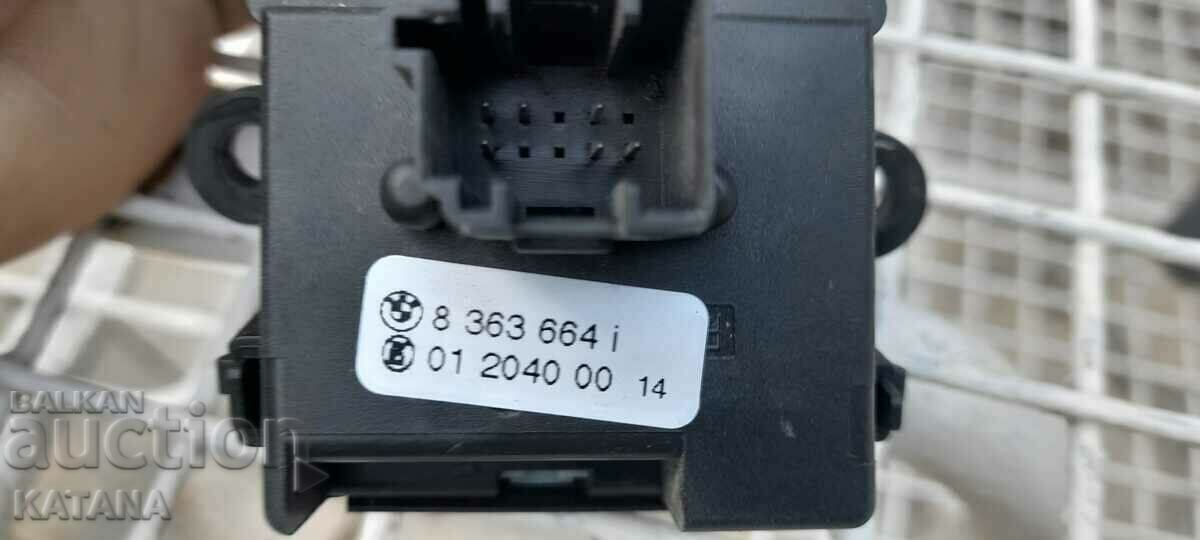 8 363 664 i
01 2040 00 14
BALKAN
auction
KATANA